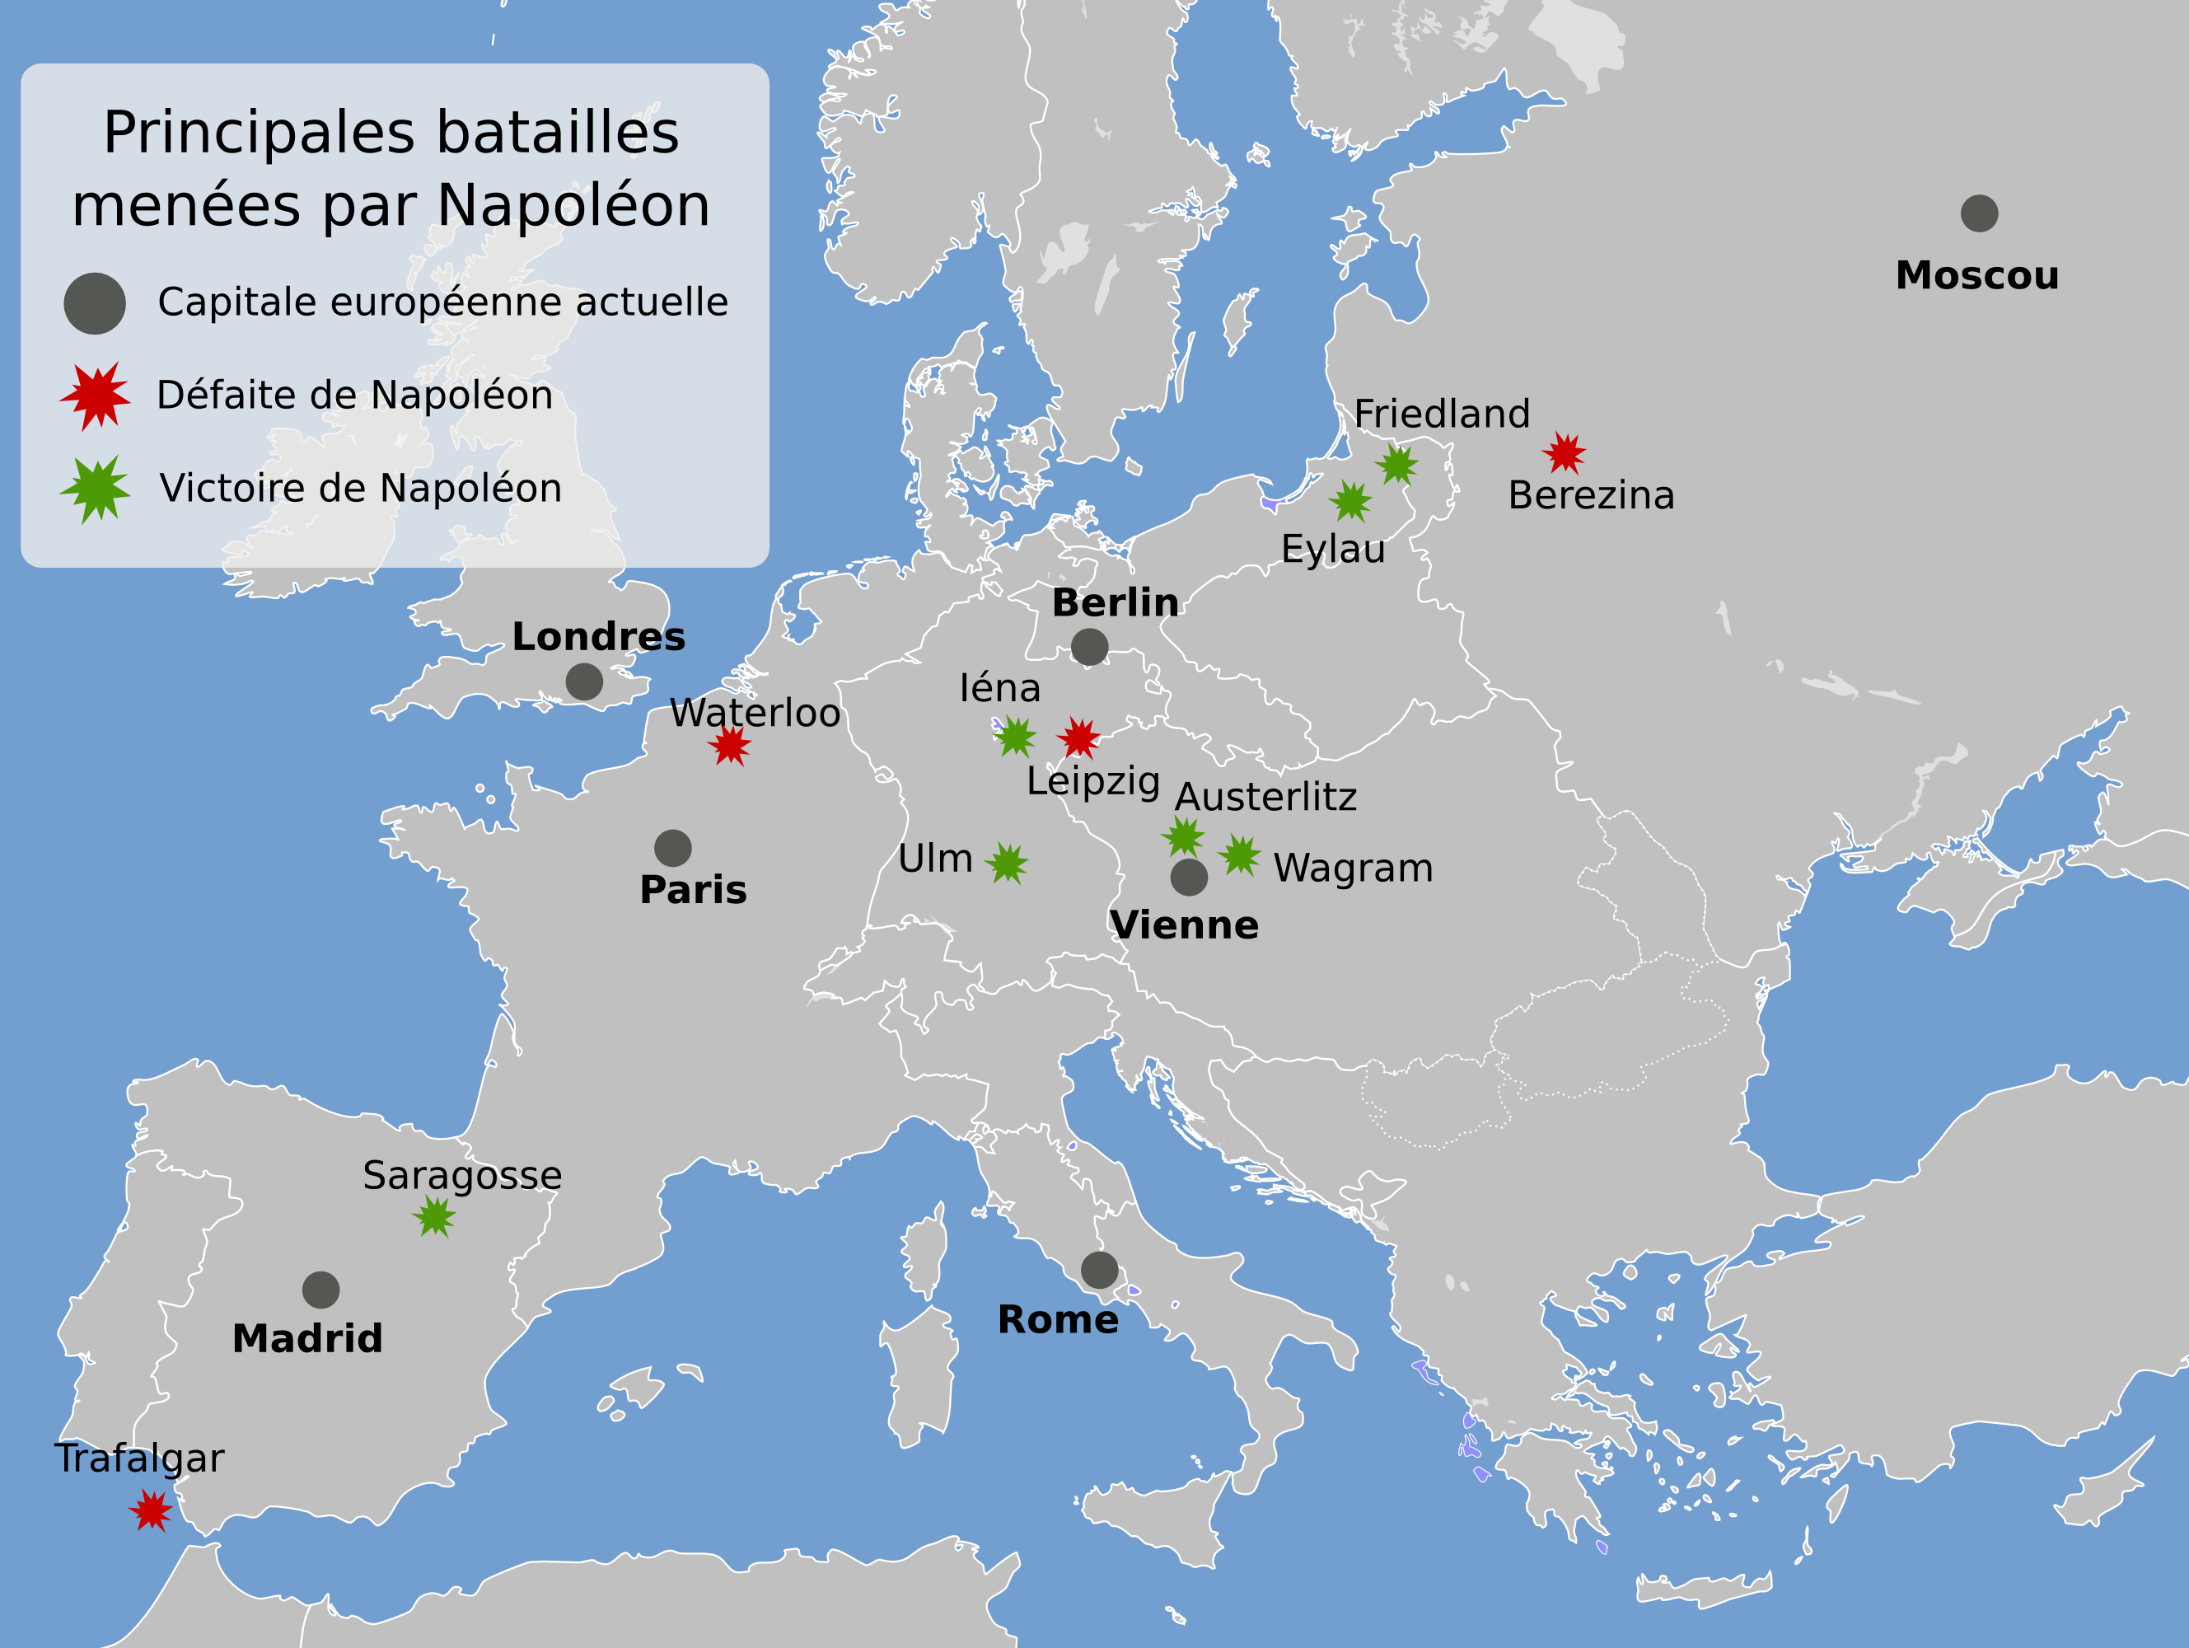 Principales batailles
menées par Napoléon
Capitale européenne actuelle
Défaite de Napoléon
Victoire de Napoléon
Moscou
Friedland
Berezina
Eylau
Berlin
Londres
Iéna
Waterloo
Leipzig
Austerlitz
Ulm
Wagram
Paris
Vienne
Saragosse
Rome
Madrid
Trafalgar